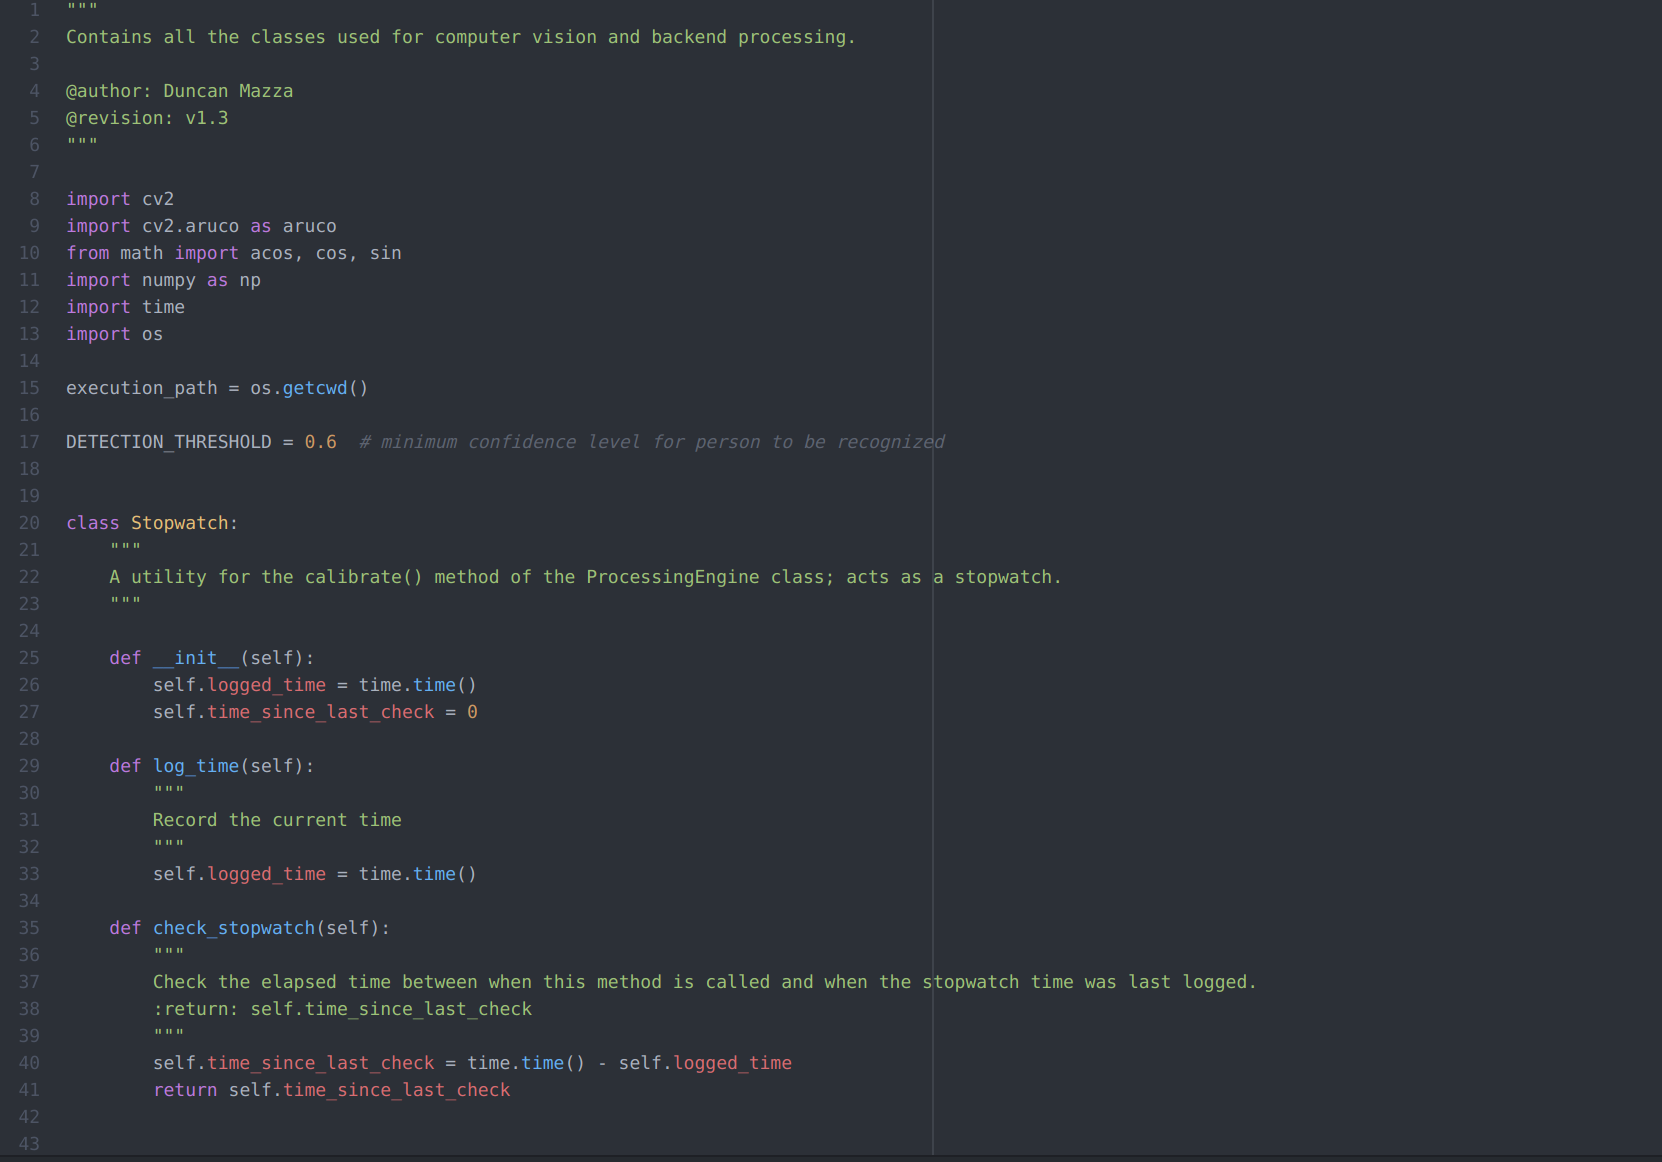 1 """
2 Contains all the classes used for computer vision and backend processing.
3
4 @author: Duncan Mazza
5 @revision: v1.3
6 """
7
8 import cv2
9 import cv2.aruco as aruco
10 from math import acos, cos, sin
11 import numpy as np
12 import time
13 import os
14
15 execution_path = os.getcwd()
16
17 DETECTION_THRESHOLD = 0.6  # minimum confidence level for person to be recognized
18
19
20 class Stopwatch:
21     """
22     A utility for the calibrate() method of the ProcessingEngine class; acts as a stopwatch.
23     """
24
25     def __init__(self):
26         self.logged_time = time.time()
27         self.time_since_last_check = 0
28
29     def log_time(self):
30         """
31         Record the current time
32         """
33         self.logged_time = time.time()
34
35     def check_stopwatch(self):
36         """
37         Check the elapsed time between when this method is called and when the stopwatch time was last logged.
38         :return: self.time_since_last_check
39         """
40         self.time_since_last_check = time.time() - self.logged_time
41         return self.time_since_last_check
42
43